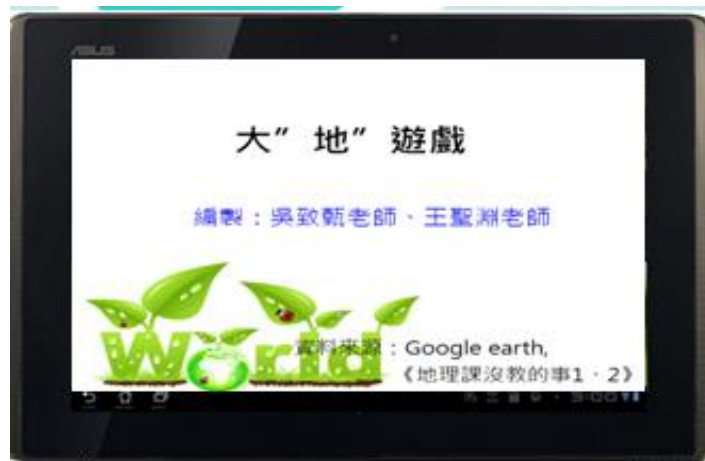 ASUS
大”地”遊戲
編製：吳致甄老師、王聖淵老師
World
資料來源：Google earth,
《地理課沒教的事1、2》